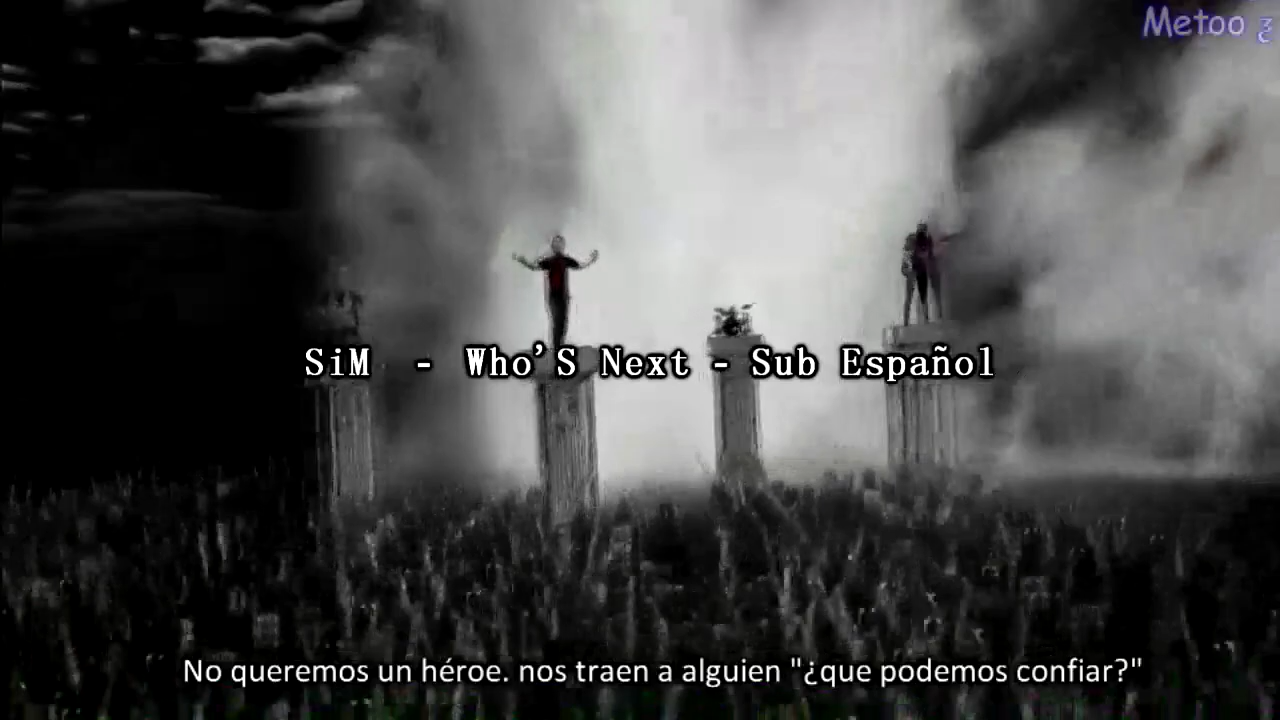 Metoo ع
SiM - Who'S Next - Sub Español
No queremos un héroe. nos traen a alguien "¿que podemos confiar?"